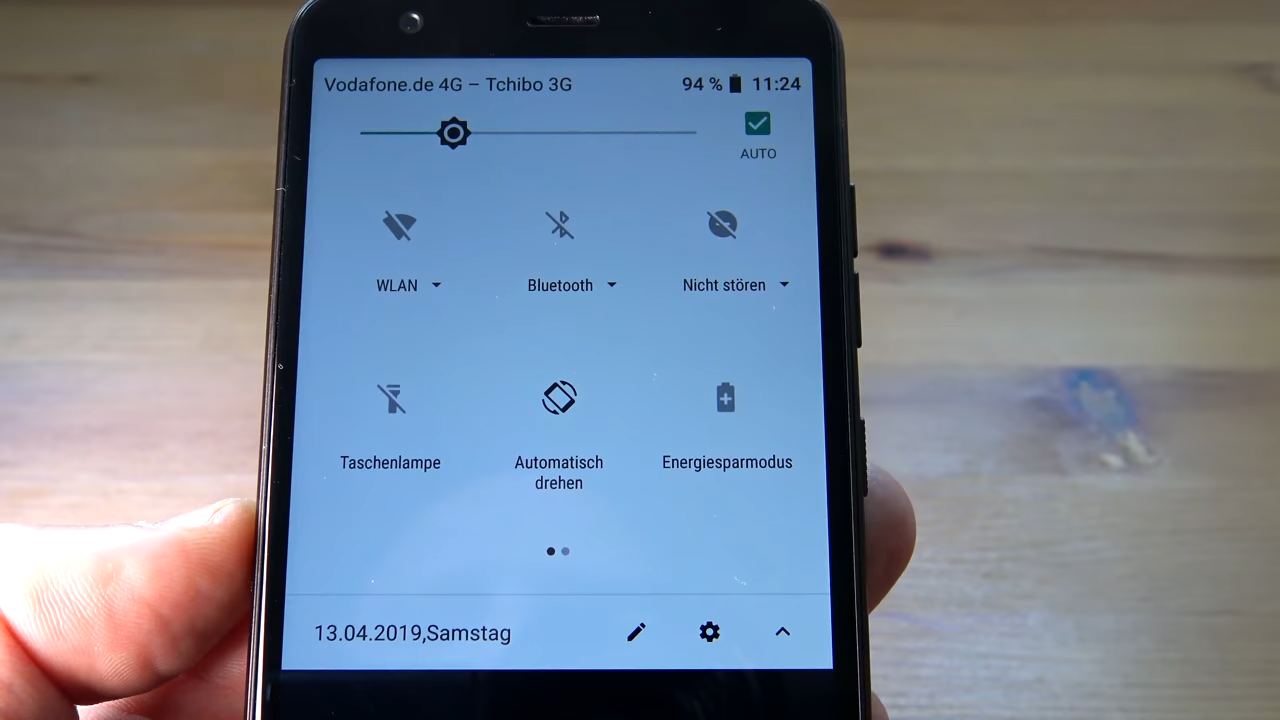 Vodafone.de 4G – Tchibo 3G 94 % 11:24
AUTO
WLAN Bluetooth Nicht stören
Taschenlampe Automatisch drehen Energiesparmodus
13.04.2019,Samstag